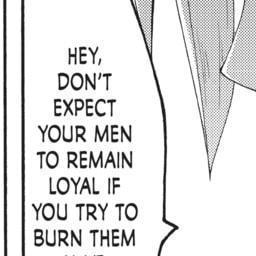 HEY,
DON'T
EXPECT
YOUR MEN
TO REMAIN
LOYAL IF
YOU TRY TO
BURN THEM